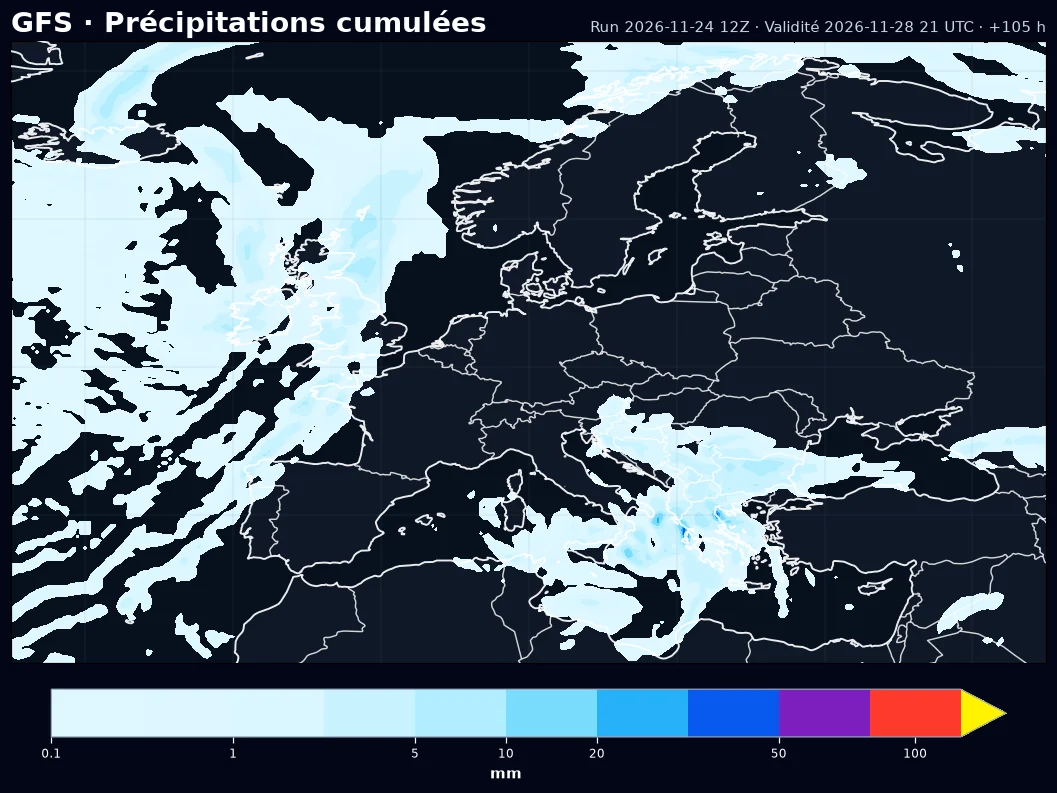 GFS · Précipitations cumulées
Run 2026-11-24 12Z · Validité 2026-11-28 21 UTC · +105 h
0.1 1 5 10 20 50 100
mm